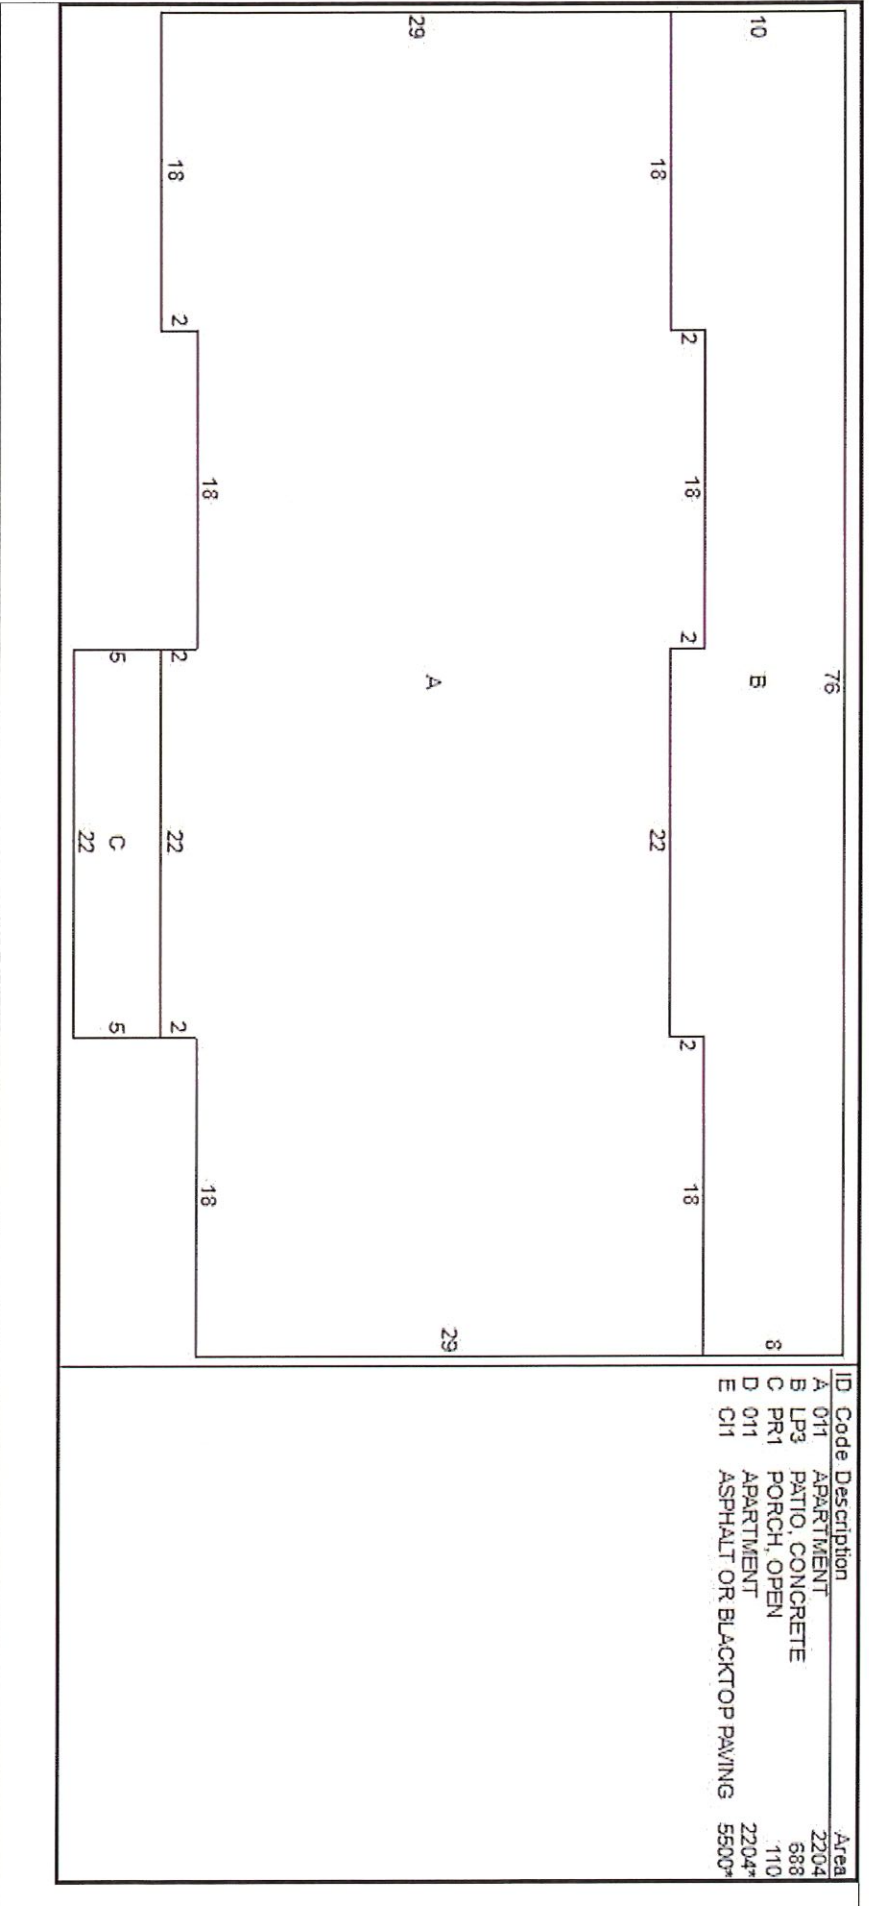 76
10 B 8
2 18 2 2 18
18 22
29 A 29
18 18
18 2 2 22 2
5 C 5
22
ID Code Description Area
A 011 APARTMENT 2204
B LP3 PATIO, CONCRETE 688
C PR1 PORCH, OPEN 110
D 011 APARTMENT 2204*
E CI1 ASPHALT OR BLACKTOP PAVING 5500*